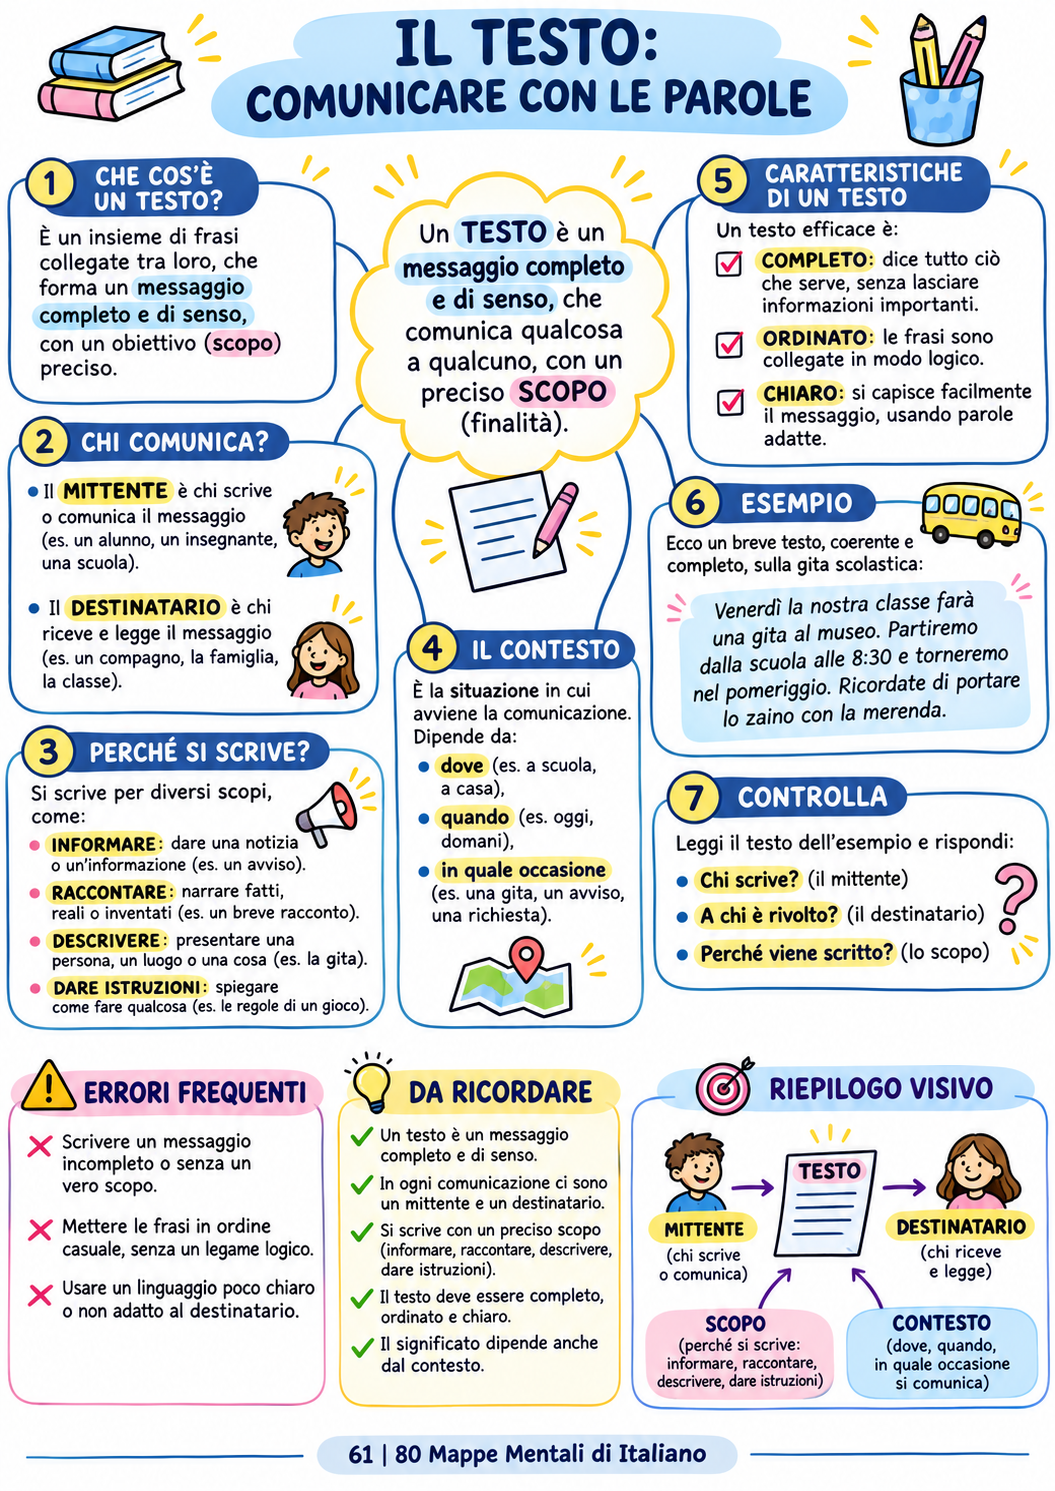 IL TESTO:
COMUNICARE CON LE PAROLE
1 CHE COS'È
UN TESTO?
È un insieme di frasi
collegate tra loro, che
forma un messaggio
completo e di senso,
con un obiettivo (scopo)
preciso.
Un TESTO è un
messaggio completo
e di senso, che
comunica qualcosa
a qualcuno, con un
preciso SCOPO
(finalità).
2 CHI COMUNICA?
• Il MITTENTE è chi scrive
o comunica il messaggio
(es. un alunno, un insegnante,
una scuola).
• Il DESTINATARIO è chi
riceve e legge il messaggio
(es. un compagno, la famiglia,
la classe).
3 PERCHÉ SI SCRIVE?
Si scrive per diversi scopi,
come:
• INFORMARE: dare una notizia
o un'informazione (es. un avviso).
• RACCONTARE: narrare fatti,
reali o inventati (es. un breve racconto).
• DESCRIVERE: presentare una
persona, un luogo o una cosa (es. la gita).
• DARE ISTRUZIONI: spiegare
come fare qualcosa (es. le regole di un gioco).
4 IL CONTESTO
È la situazione in cui
avviene la comunicazione.
Dipende da:
• dove (es. a scuola,
a casa),
• quando (es. oggi,
domani),
• in quale occasione
(es. una gita, un avviso,
una richiesta).
5 CARATTERISTICHE
DI UN TESTO
Un testo efficace è:
COMPLETO: dice tutto ciò
che serve, senza lasciare
informazioni importanti.
ORDINATO: le frasi sono
collegate in modo logico.
CHIARO: si capisce facilmente
il messaggio, usando parole
adatte.
6 ESEMPIO
Ecco un breve testo, coerente e
completo, sulla gita scolastica:
Venerdì la nostra classe farà
una gita al museo. Partiremo
dalla scuola alle 8:30 e torneremo
nel pomeriggio. Ricordate di portare
lo zaino con la merenda.
7 CONTROLLA
Leggi il testo dell'esempio e rispondi:
• Chi scrive? (il mittente)
• A chi è rivolto? (il destinatario)
• Perché viene scritto? (lo scopo)
ERRORI FREQUENTI
Scrivere un messaggio
incompleto o senza un
vero scopo.
Mettere le frasi in ordine
casuale, senza un legame logico.
Usare un linguaggio poco chiaro
o non adatto al destinatario.
DA RICORDARE
Un testo è un messaggio
completo e di senso.
In ogni comunicazione ci sono
un mittente e un destinatario.
Si scrive con un preciso scopo
(informare, raccontare, descrivere,
dare istruzioni).
Il testo deve essere completo,
ordinato e chiaro.
Il significato dipende anche
dal contesto.
RIEPILOGO VISIVO
TESTO
MITTENTE
(chi scrive
o comunica)
DESTINATARIO
(chi riceve
e legge)
SCOPO
(perché si scrive:
informare, raccontare,
descrivere, dare istruzioni)
CONTESTO
(dove, quando,
in quale occasione
si comunica)
61 | 80 Mappe Mentali di Italiano